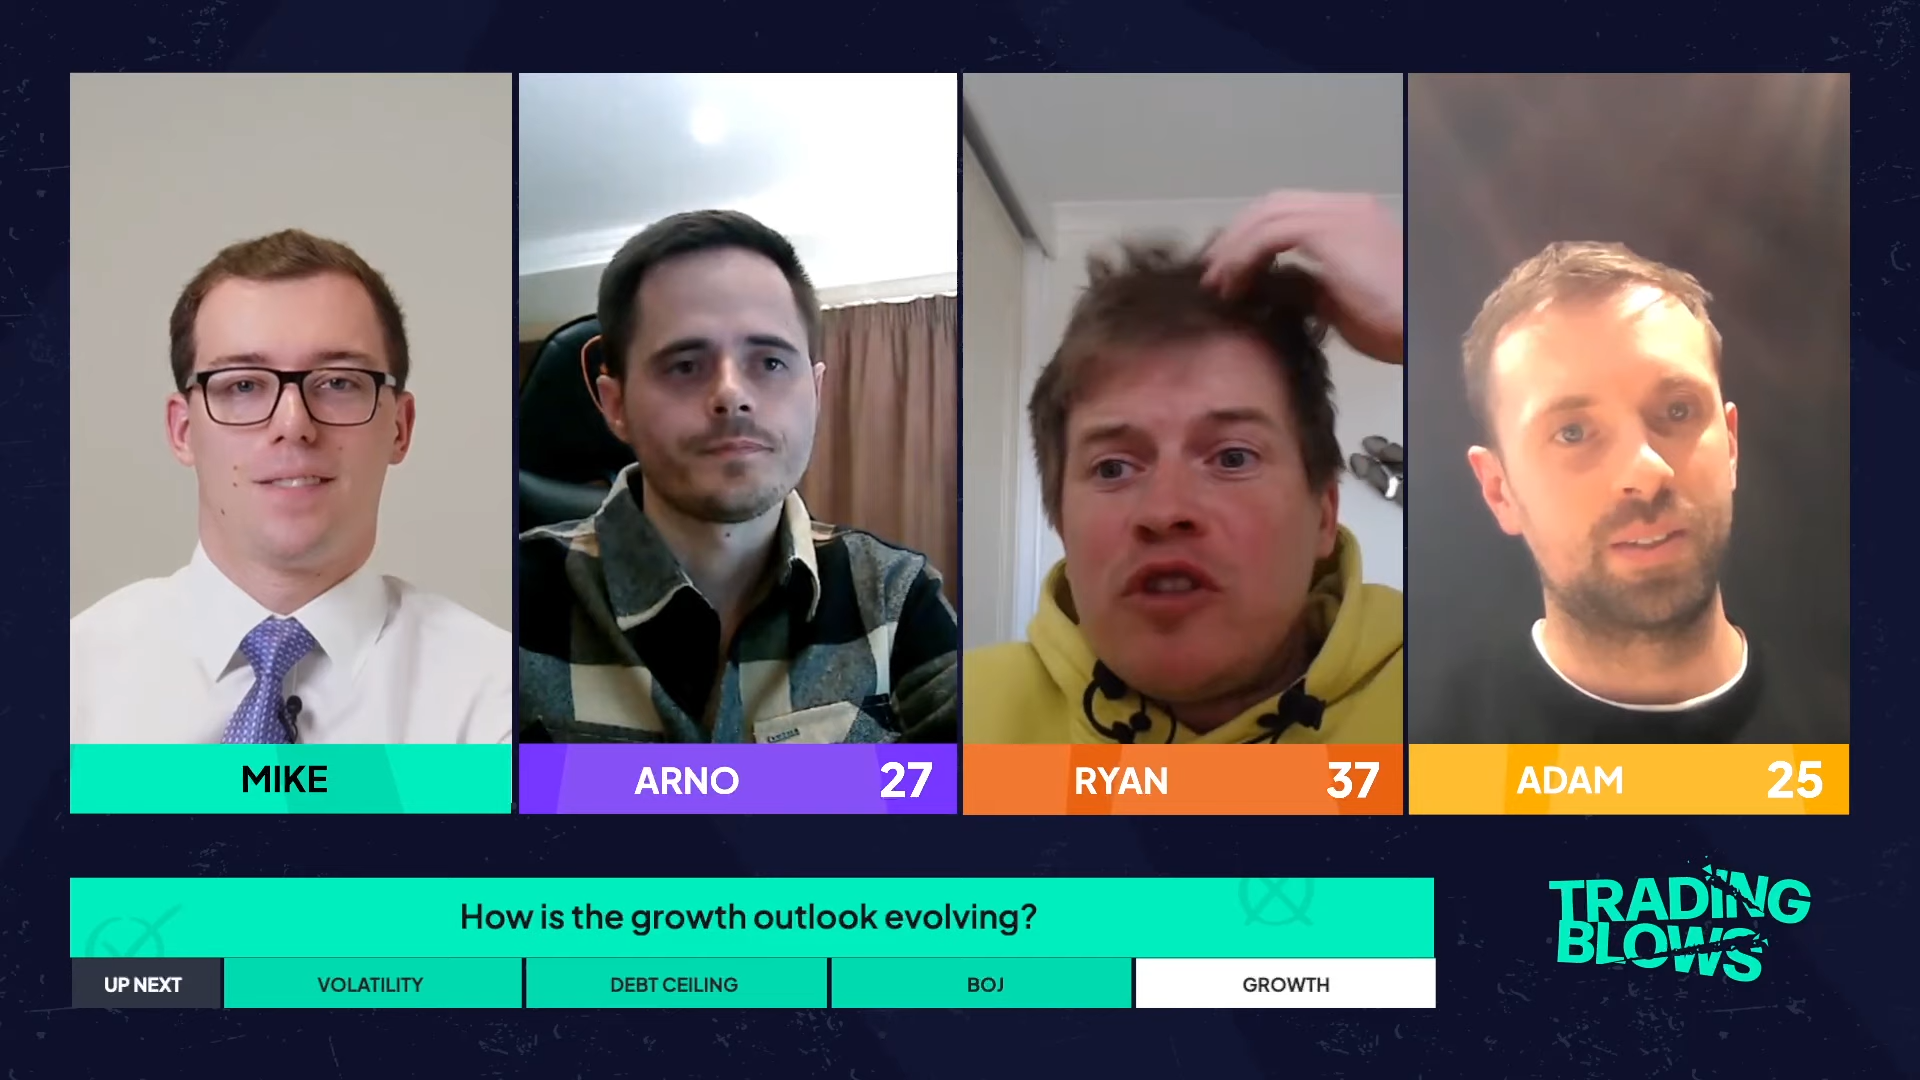 MIKE
ARNO 27
RYAN 37
ADAM 25
How is the growth outlook evolving?
TRADING
BLOWS
UP NEXT
VOLATILITY
DEBT CEILING
BOJ
GROWTH